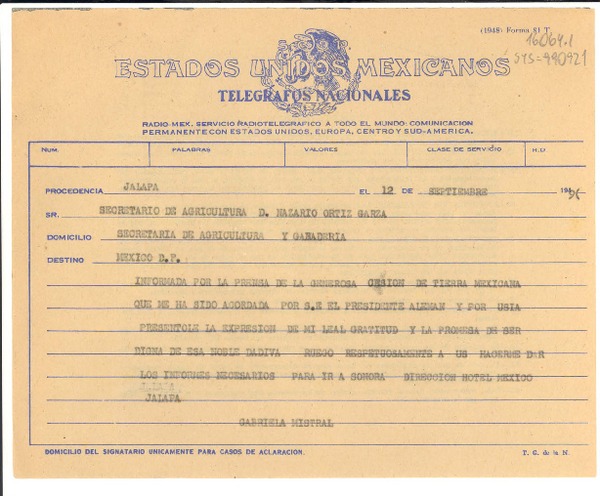 (1948) Forma 81 T.
16064.1
SYS=990921
ESTADOS UNIDOS MEXICANOS
TELEGRAFOS NACIONALES
RADIO-MEX. SERVICIO RADIOTELEGRAFICO A TODO EL MUNDO: COMUNICACION
PERMANENTE CON ESTADOS UNIDOS, EUROPA, CENTRO Y SUD-AMERICA.
NUM. PALABRAS VALORES CLASE DE SERVICIO H.D.
PROCEDENCIA JALAPA EL 12 DE SEPTIEMBRE
SR. SECRETARIO DE AGRICULTURA D. NAZARIO ORTIZ GARZA
DOMICILIO SECRETARIA DE AGRICULTURA Y GANADERIA
DESTINO MEXICO D.F.
INFORMADA POR LA PRENSA DE LA GENEROSA CESION DE TIERRA MEXICANA
QUE ME HA SIDO ACORDADA POR S.E EL PRESIDENTE ALEMAN Y POR USIA
PRESENTOLE LA EXPRESION DE MI LEAL GRATITUD Y LA PROMESA DE SER
DIGNA DE ESA NOBLE DADIVA RUEGO RESPETUOSAMENTE A US HACERME DAR
LOS INFORMES NECESARIOS PARA IR A SONORA DIRECCION HOTEL MEXICO
JALAPA
JALAPA
GABRIELA MISTRAL
DOMICILIO DEL SIGNATARIO UNICAMENTE PARA CASOS DE ACLARACION. T. G. de la N.